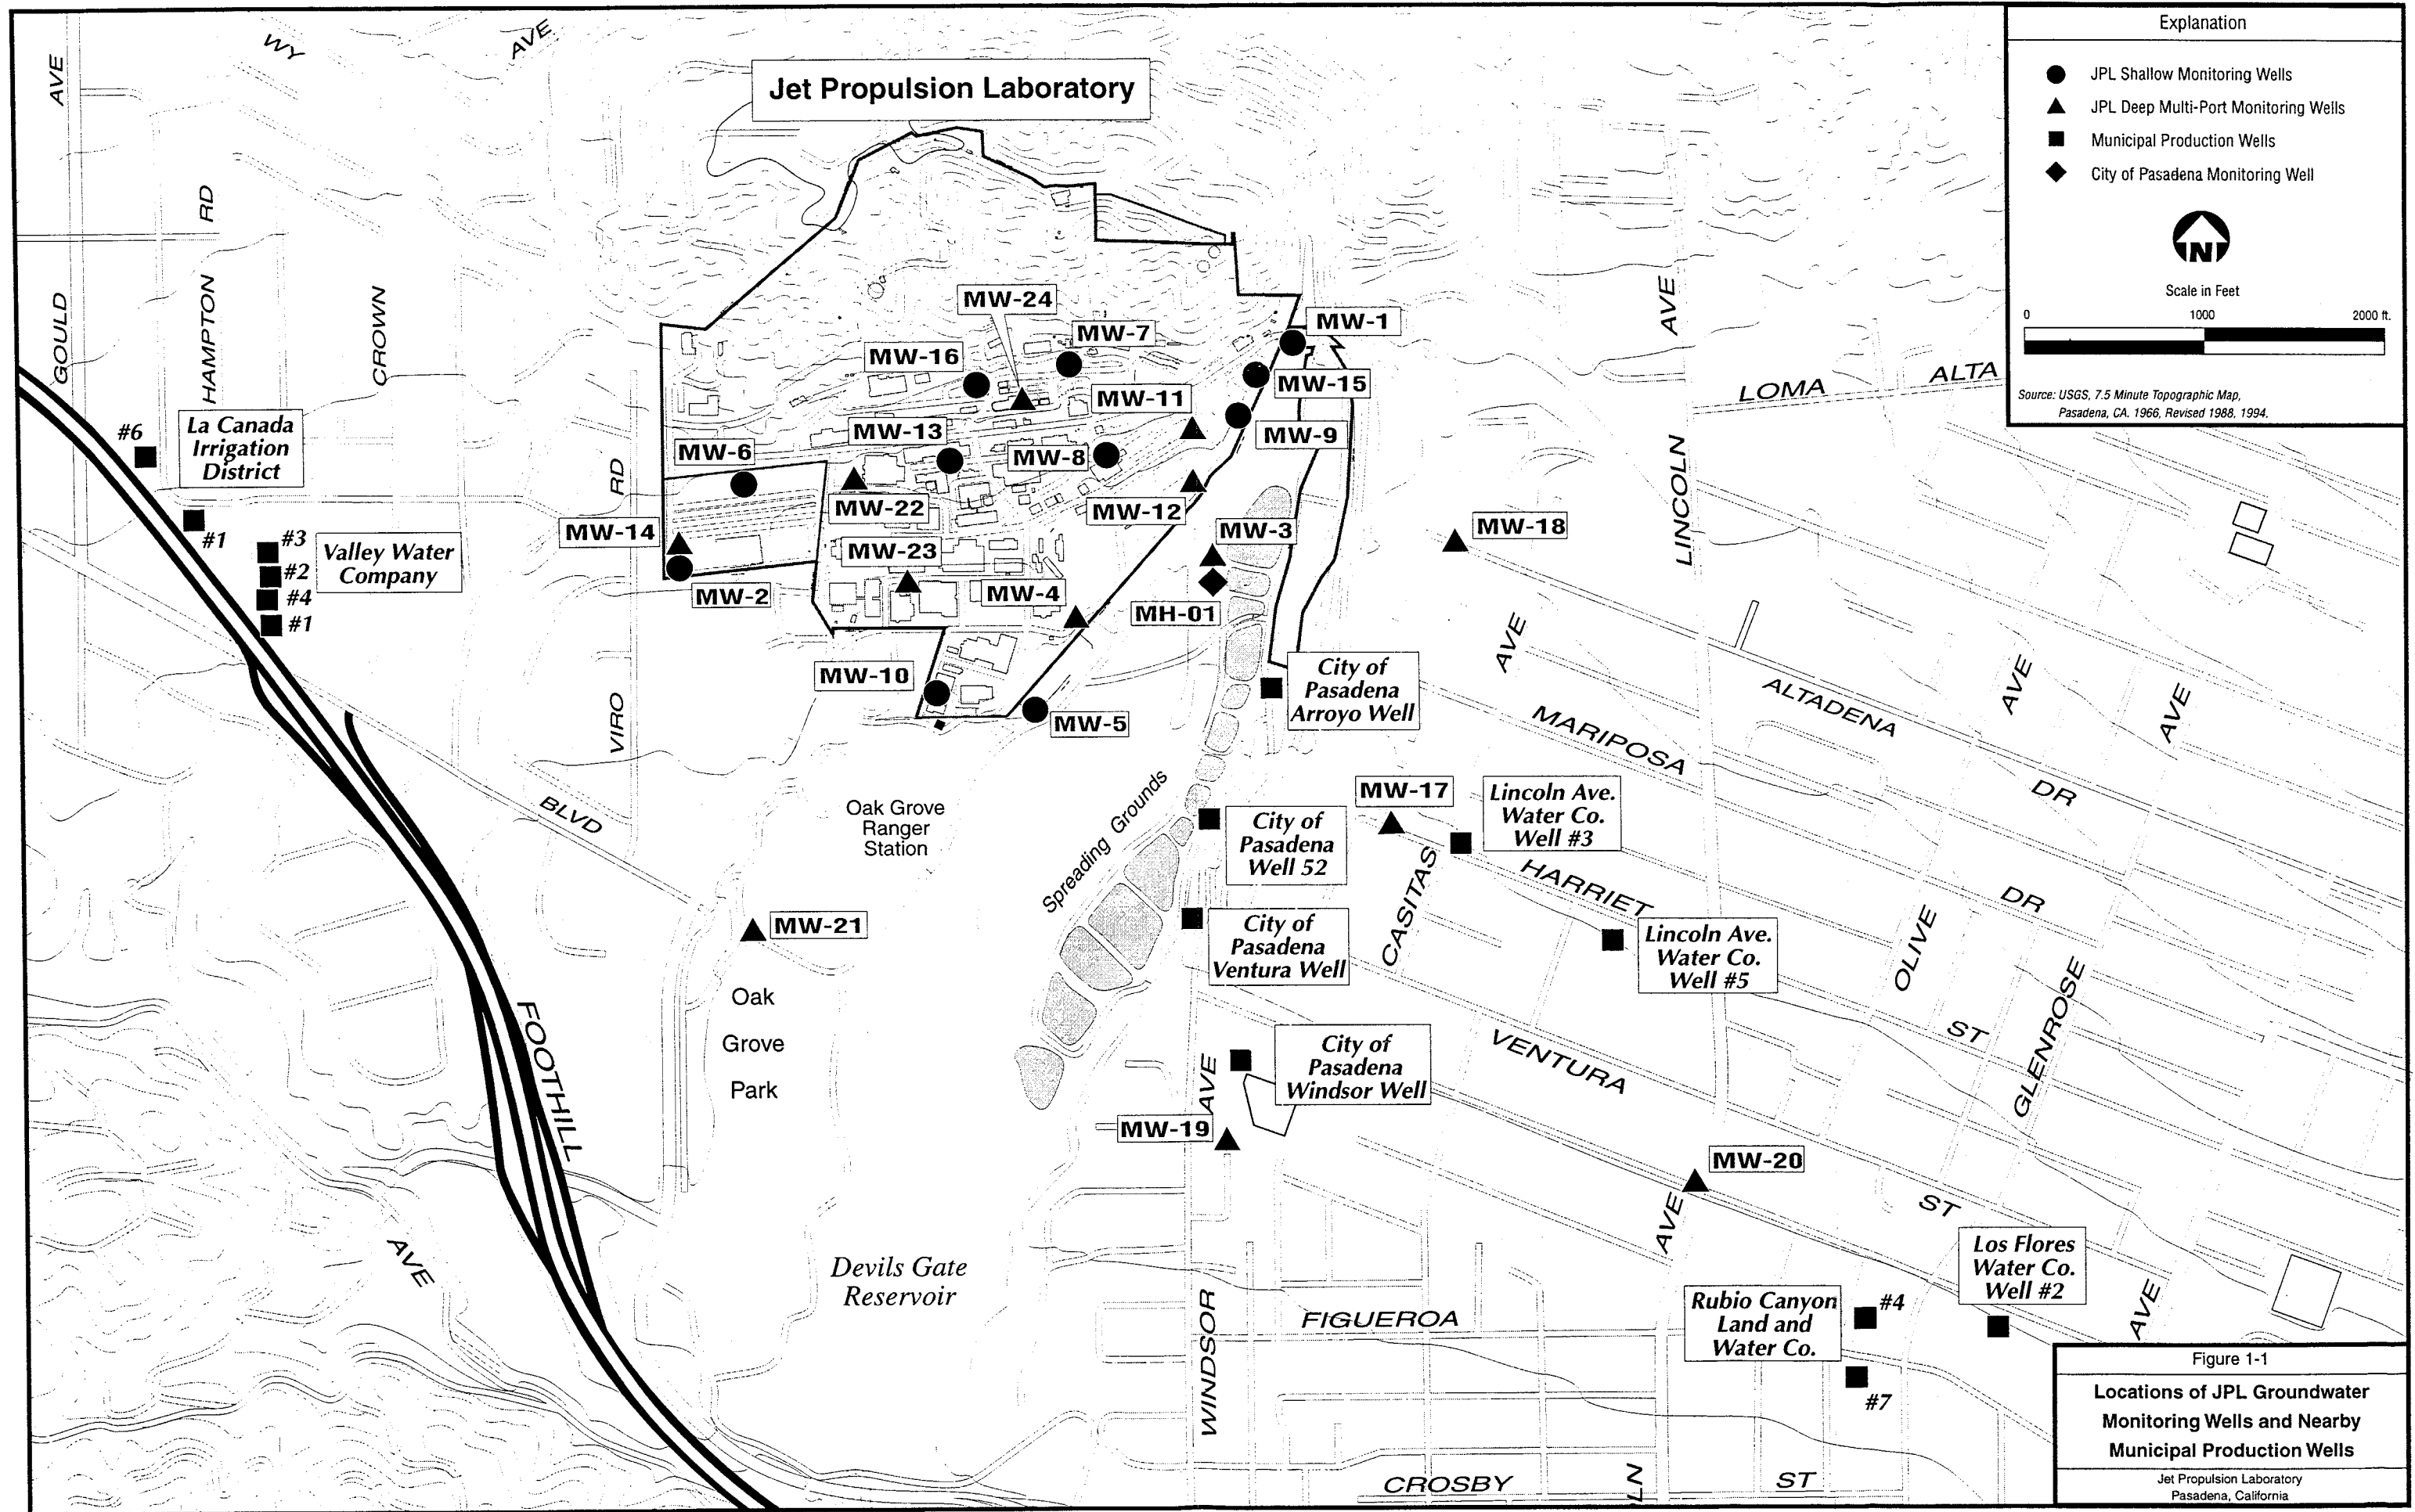 Explanation
JPL Shallow Monitoring Wells
JPL Deep Multi-Port Monitoring Wells
Municipal Production Wells
City of Pasadena Monitoring Well
N
Scale in Feet
0 1000 2000 ft.
Source: USGS, 7.5 Minute Topographic Map,
Pasadena, CA. 1966, Revised 1988, 1994.
WY
AVE
AVE
Jet Propulsion Laboratory
RD
GOULD
HAMPTON
CROWN
AVE
MW-24
MW-1
MW-7
MW-16
MW-15
MW-11
LOMA
ALTA
La Canada
Irrigation
District
#6
MW-13
MW-9
MW-6
MW-8
RD
LINCOLN
MW-22
MW-12
MW-18
#1
#3
Valley Water
Company
#2
#4
#1
MW-14
MW-3
MW-23
MW-2
MW-4
MH-01
AVE
AVE
AVE
MW-10
City of
Pasadena
Arroyo Well
ALTADENA
VIRO
MW-5
MARIPOSA
DR
BLVD
Oak Grove
Ranger
Station
Spreading Grounds
MW-17
Lincoln Ave.
Water Co.
Well #3
City of
Pasadena
Well 52
CASITAS
HARRIET
DR
MW-21
City of
Pasadena
Ventura Well
Lincoln Ave.
Water Co.
Well #5
OLIVE
GLENROSE
Oak
Grove
Park
FOOTHILL
ST
VENTURA
City of
Pasadena
Windsor Well
AVE
MW-19
MW-20
AVE
ST
AVE
Devils Gate
Reservoir
Los Flores
Water Co.
Well #2
Rubio Canyon
Land and
Water Co.
#4
#7
AVE
WINDSOR
FIGUEROA
CROSBY
LN
ST
Figure 1-1
Locations of JPL Groundwater
Monitoring Wells and Nearby
Municipal Production Wells
Jet Propulsion Laboratory
Pasadena, California